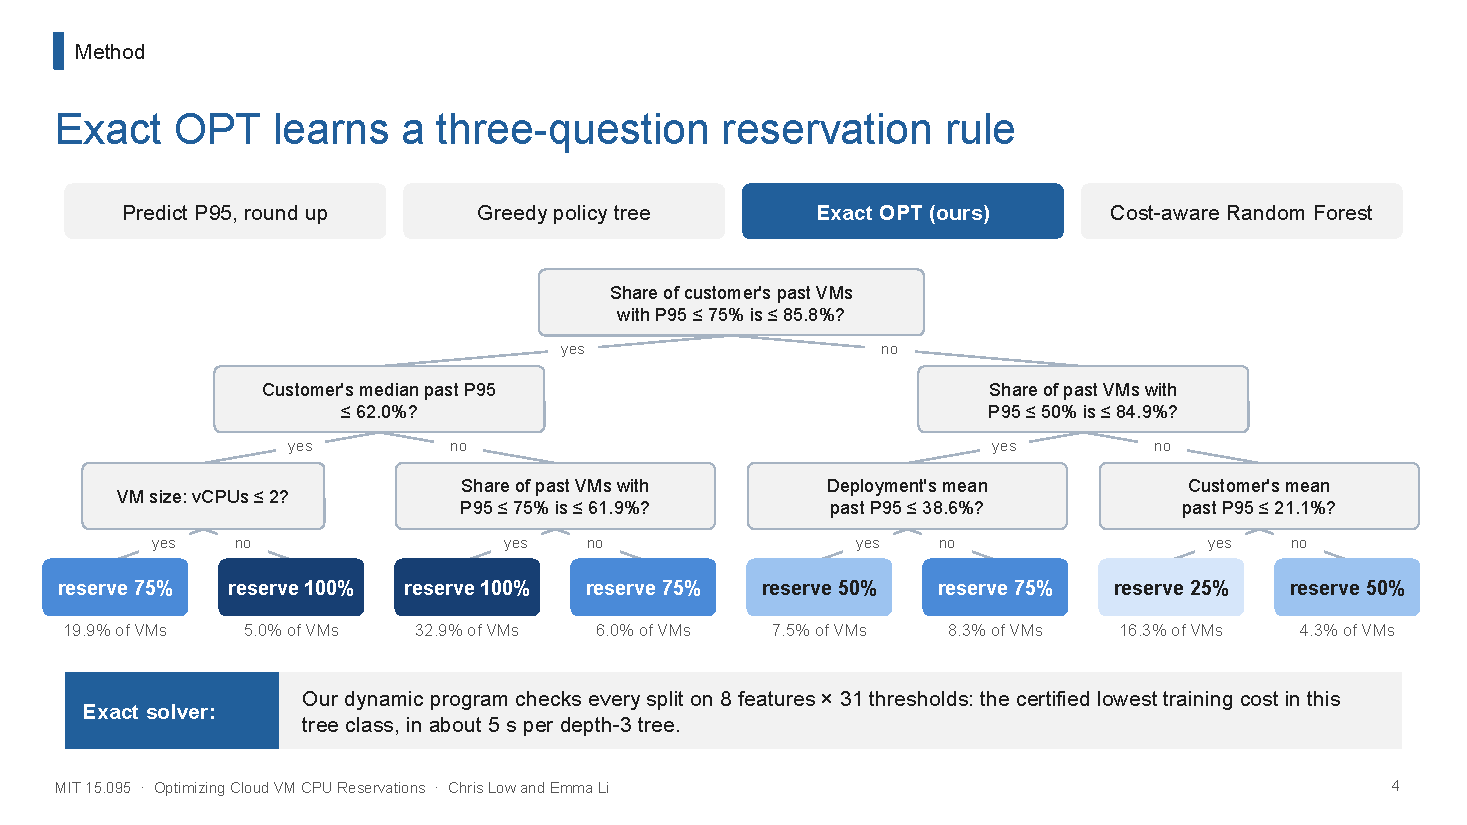 Method
Exact OPT learns a three-question reservation rule
Predict P95, round up
Greedy policy tree
Exact OPT (ours)
Cost-aware Random Forest
Share of customer's past VMs
with P95 ≤ 75% is ≤ 85.8%?
yes
no
Customer's median past P95
≤ 62.0%?
Share of past VMs with
P95 ≤ 50% is ≤ 84.9%?
yes
no
yes
no
VM size: vCPUs ≤ 2?
Share of past VMs with
P95 ≤ 75% is ≤ 61.9%?
Deployment's mean
past P95 ≤ 38.6%?
Customer's mean
past P95 ≤ 21.1%?
yes
no
yes
no
yes
no
yes
no
reserve 75%
reserve 100%
reserve 100%
reserve 75%
reserve 50%
reserve 75%
reserve 25%
reserve 50%
19.9% of VMs
5.0% of VMs
32.9% of VMs
6.0% of VMs
7.5% of VMs
8.3% of VMs
16.3% of VMs
4.3% of VMs
Exact solver:
Our dynamic program checks every split on 8 features × 31 thresholds: the certified lowest training cost in this
tree class, in about 5 s per depth-3 tree.
MIT 15.095 · Optimizing Cloud VM CPU Reservations · Chris Low and Emma Li
4